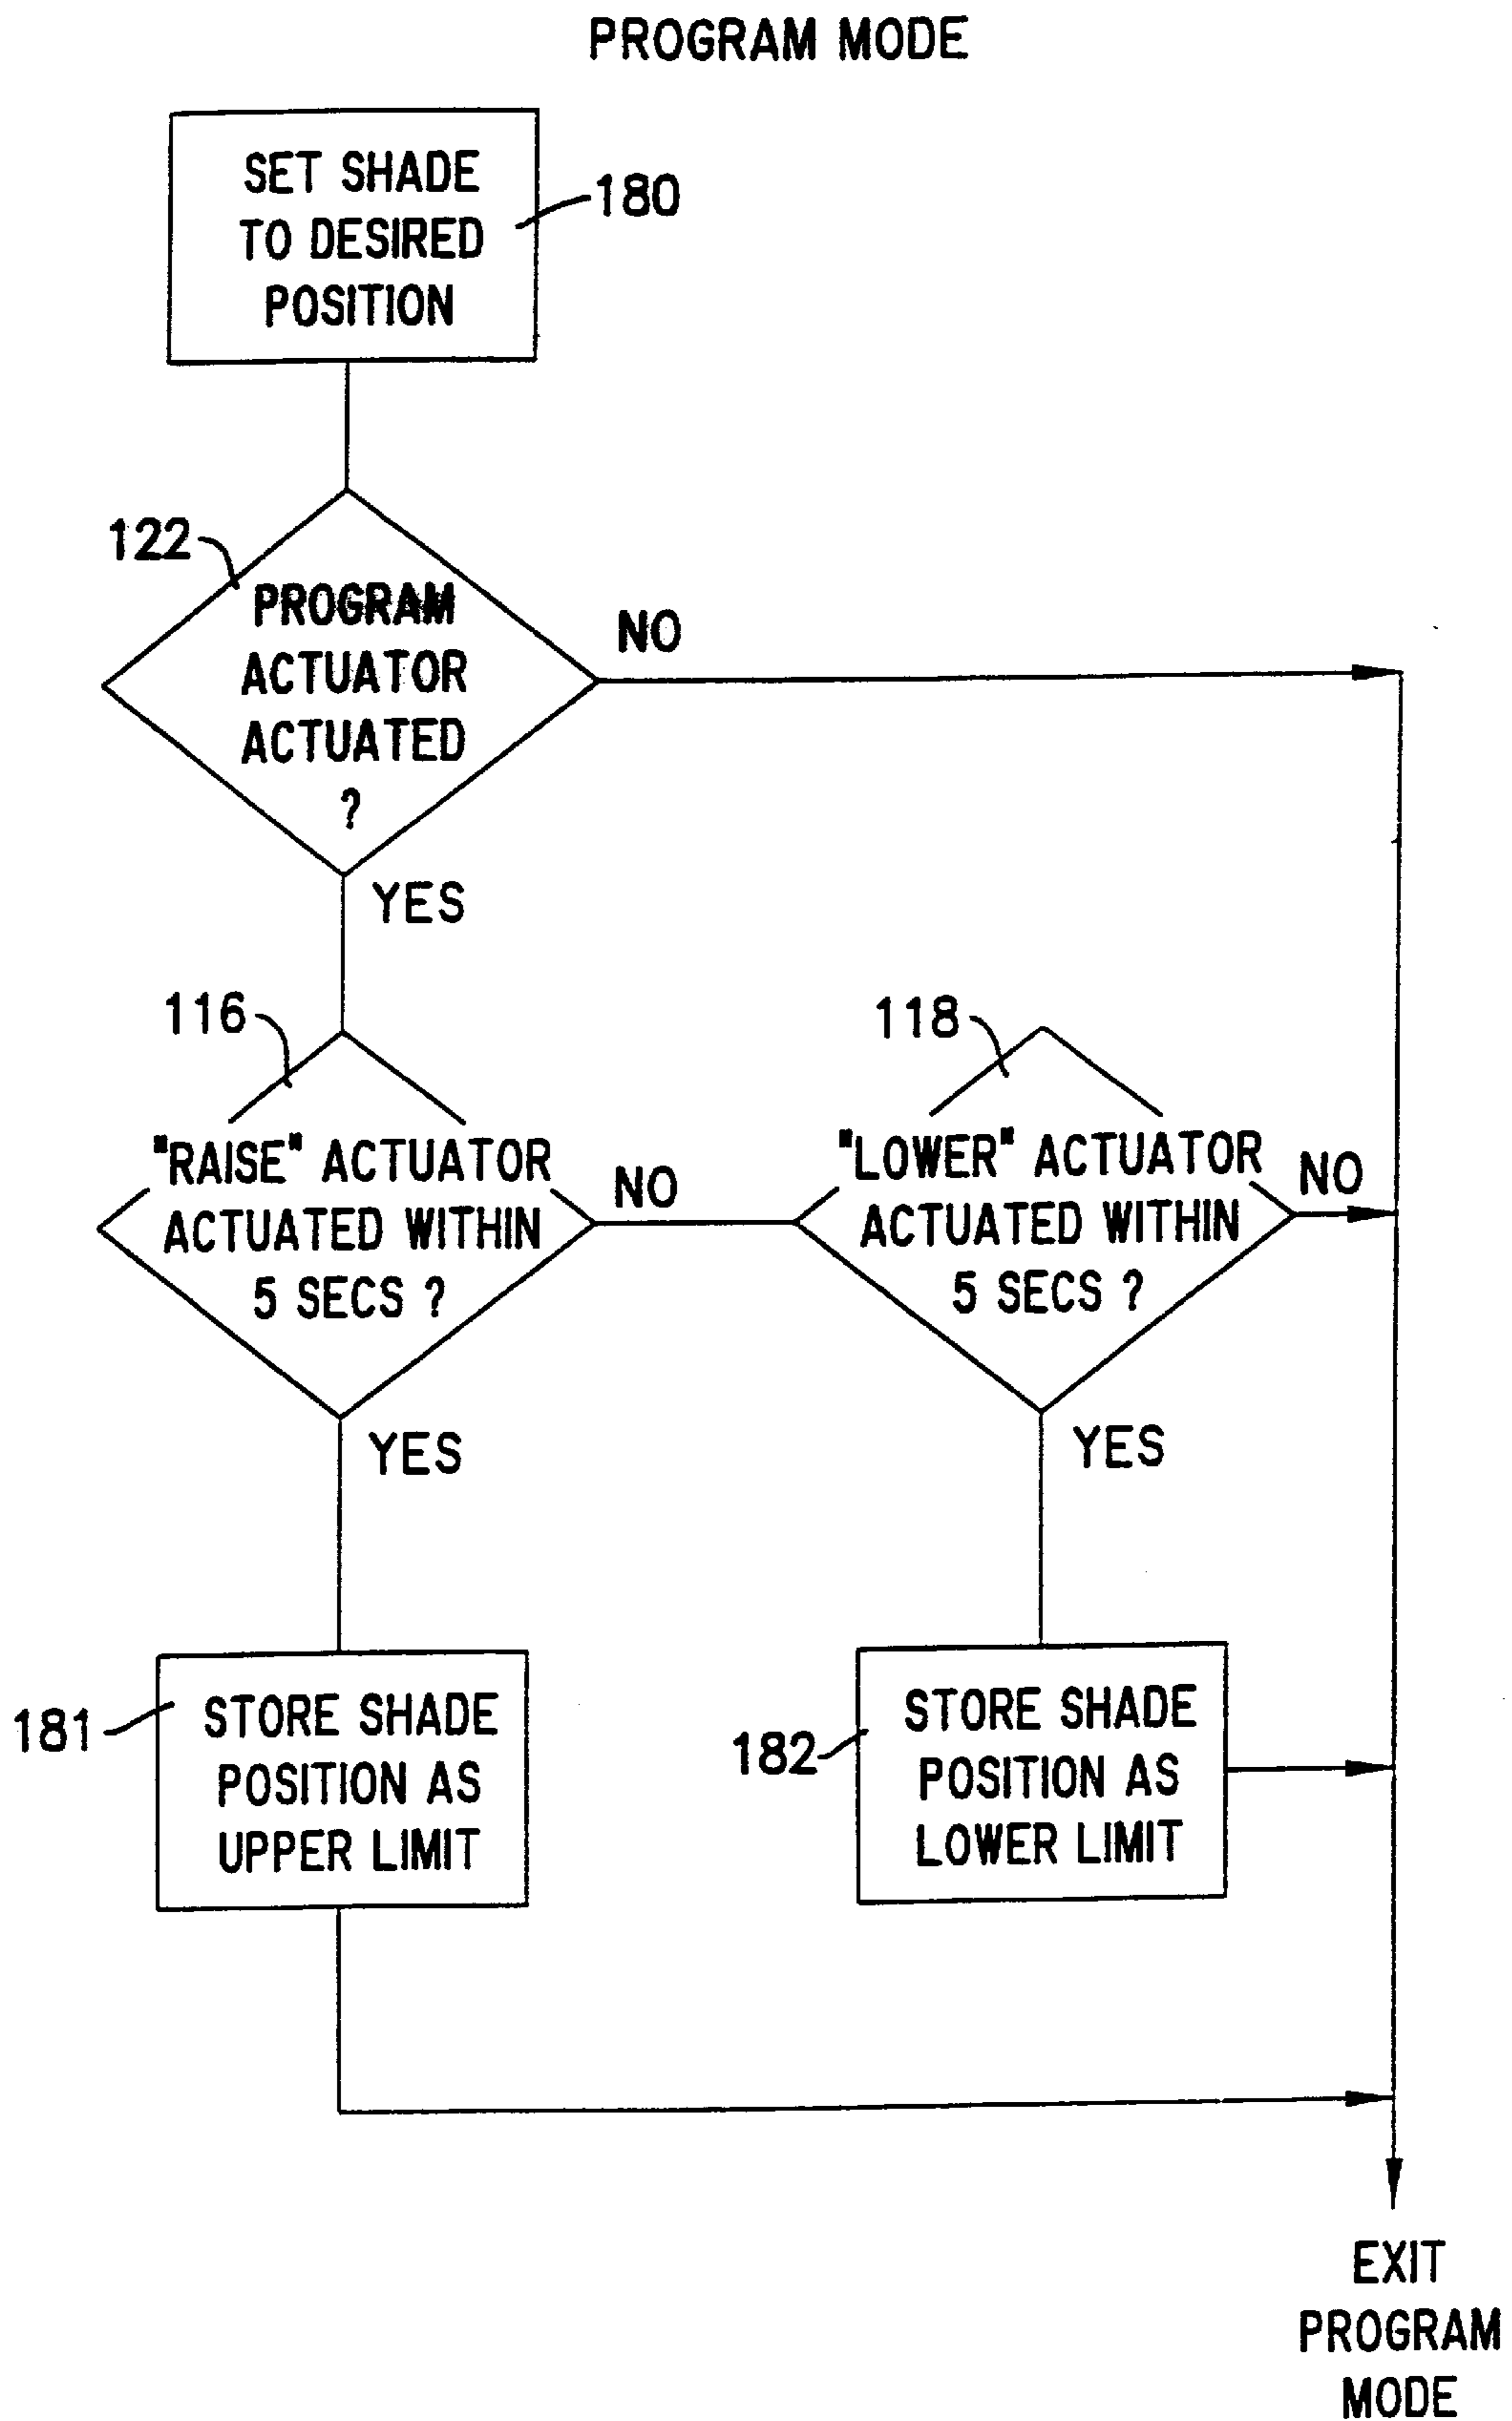 PROGRAM MODE
SET SHADE
TO DESIRED
POSITION
180
122
PROGRAM
ACTUATOR
ACTUATED
?
NO
YES
116
"RAISE" ACTUATOR
ACTUATED WITHIN
5 SECS ?
NO
YES
118
"LOWER" ACTUATOR
ACTUATED WITHIN
5 SECS ?
NO
YES
181
STORE SHADE
POSITION AS
UPPER LIMIT
182
STORE SHADE
POSITION AS
LOWER LIMIT
EXIT
PROGRAM
MODE